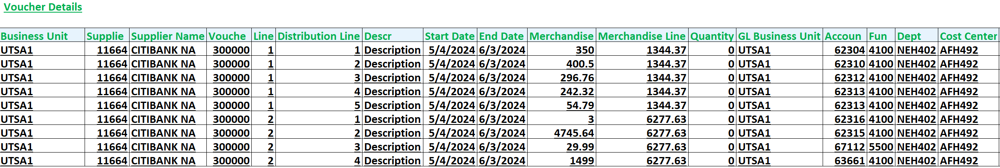 Voucher Details
Business Unit Supplie Supplier Name Vouche Line Distribution Line Descr Start Date End Date Merchandise Merchandise Line Quantity GL Business Unit Accoun Fun Dept Cost Center
UTSA1 11664 CITIBANK NA 300000 1 1 Description 5/4/2024 6/3/2024 350 1344.37 0 UTSA1 62304 4100 NEH402 AFH492
UTSA1 11664 CITIBANK NA 300000 1 2 Description 5/4/2024 6/3/2024 400.5 1344.37 0 UTSA1 62310 4100 NEH402 AFH492
UTSA1 11664 CITIBANK NA 300000 1 3 Description 5/4/2024 6/3/2024 296.76 1344.37 0 UTSA1 62312 4100 NEH402 AFH492
UTSA1 11664 CITIBANK NA 300000 1 4 Description 5/4/2024 6/3/2024 242.32 1344.37 0 UTSA1 62313 4100 NEH402 AFH492
UTSA1 11664 CITIBANK NA 300000 1 5 Description 5/4/2024 6/3/2024 54.79 1344.37 0 UTSA1 62313 4100 NEH402 AFH492
UTSA1 11664 CITIBANK NA 300000 2 1 Description 5/4/2024 6/3/2024 3 6277.63 0 UTSA1 62316 4100 NEH402 AFH492
UTSA1 11664 CITIBANK NA 300000 2 2 Description 5/4/2024 6/3/2024 4745.64 6277.63 0 UTSA1 62315 4100 NEH402 AFH492
UTSA1 11664 CITIBANK NA 300000 2 3 Description 5/4/2024 6/3/2024 29.99 6277.63 0 UTSA1 67112 5500 NEH402 AFH492
UTSA1 11664 CITIBANK NA 300000 2 4 Description 5/4/2024 6/3/2024 1499 6277.63 0 UTSA1 63661 4100 NEH402 AFH492